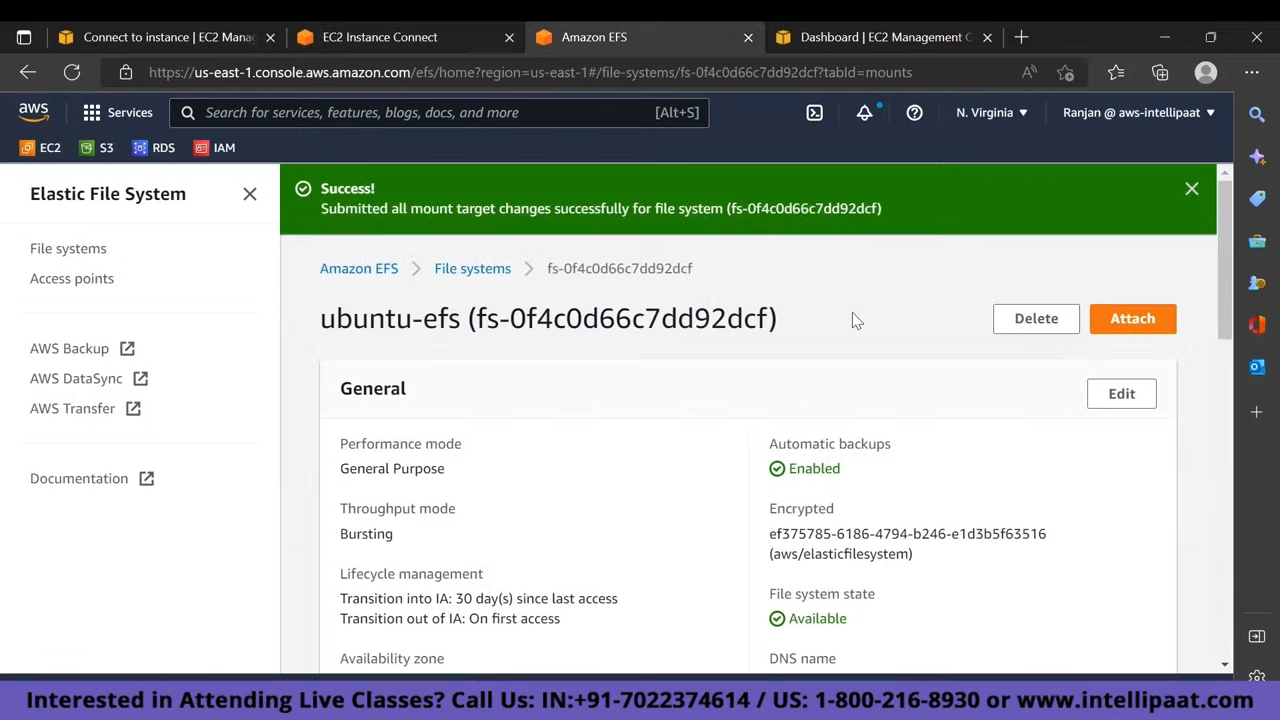 Connect to instance | EC2 Mana
EC2 Instance Connect
Amazon EFS
Dashboard | EC2 Management C
https://us-east-1.console.aws.amazon.com/efs/home?region=us-east-1#/file-systems/fs-0f4c0d66c7dd92dcf?tabId=mounts
aws
Services
Search for services, features, blogs, docs, and more
[Alt+S]
N. Virginia
Ranjan @ aws-intellipaat
EC2
S3
RDS
IAM
Elastic File System
File systems
Access points
AWS Backup
AWS DataSync
AWS Transfer
Documentation
Success!
Submitted all mount target changes successfully for file system (fs-0f4c0d66c7dd92dcf)
Amazon EFS
File systems
fs-0f4c0d66c7dd92dcf
ubuntu-efs (fs-0f4c0d66c7dd92dcf)
Delete
Attach
General
Edit
Performance mode
General Purpose
Throughput mode
Bursting
Lifecycle management
Transition into IA: 30 day(s) since last access
Transition out of IA: On first access
Availability zone
Automatic backups
Enabled
Encrypted
ef375785-6186-4794-b246-e1d3b5f63516
(aws/elasticfilesystem)
File system state
Available
DNS name
Interested in Attending Live Classes? Call Us: IN:+91-7022374614 / US: 1-800-216-8930 or www.intellipaat.com